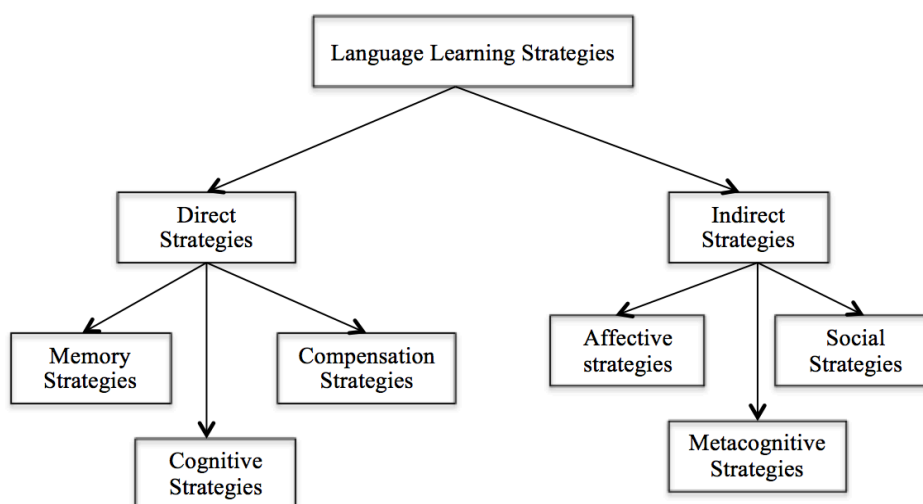 Language Learning Strategies
Direct
Strategies
Indirect
Strategies
Memory
Strategies
Compensation
Strategies
Cognitive
Strategies
Affective
strategies
Social
Strategies
Metacognitive
Strategies